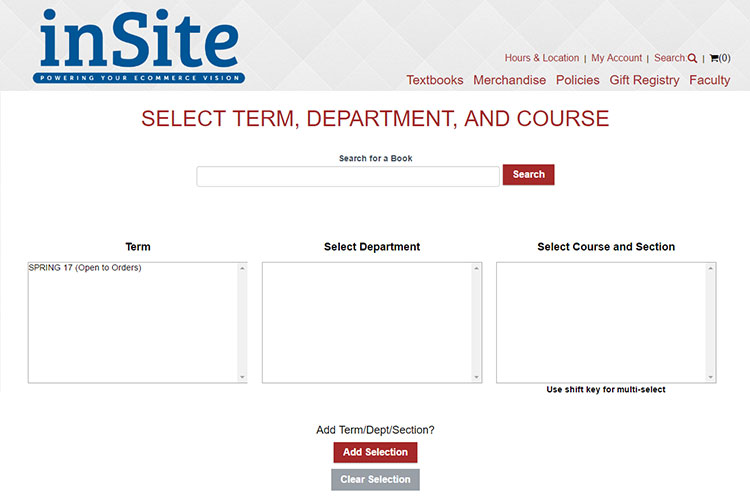 inSite
POWERING YOUR ECOMMERCE VISION
Hours & Location | My Account | Search | (0)
Textbooks Merchandise Policies Gift Registry Faculty
SELECT TERM, DEPARTMENT, AND COURSE
Search for a Book
Search
Term Select Department Select Course and Section
SPRING 17 (Open to Orders)
Use shift key for multi-select
Add Term/Dept/Section?
Add Selection
Clear Selection